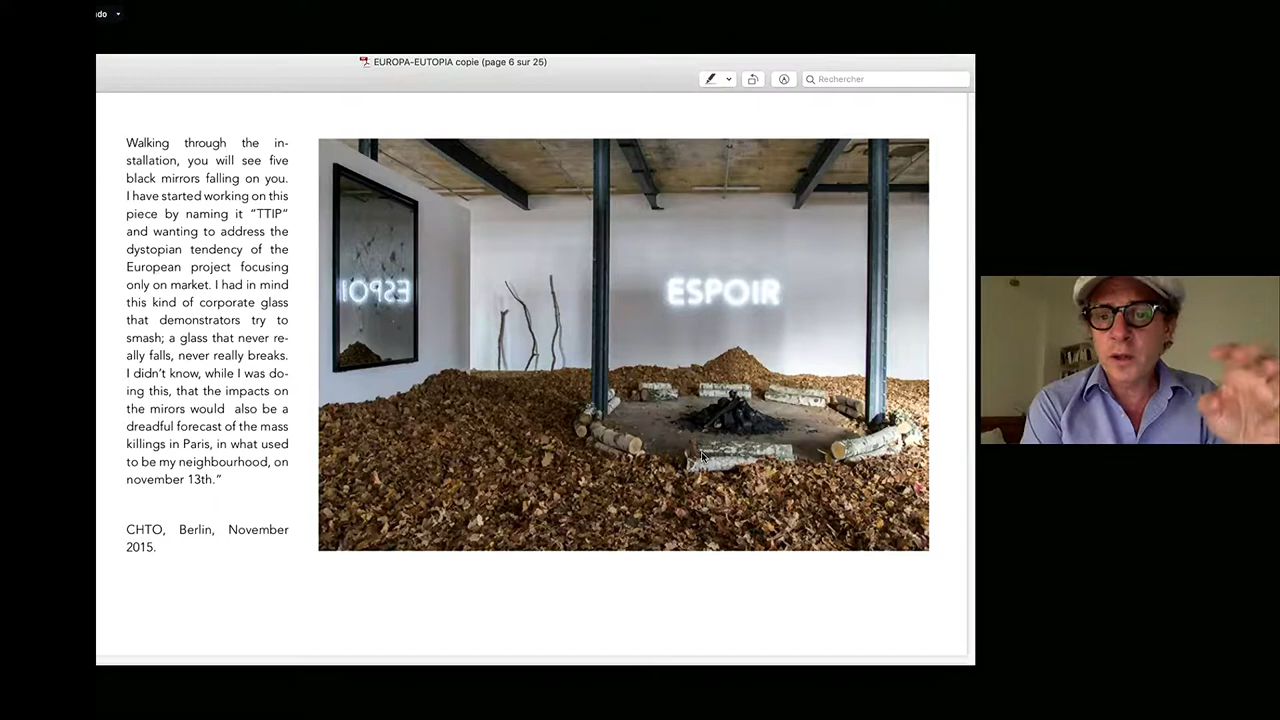 do
EUROPA-EUTOPIA copie (page 6 sur 25)
Rechercher
Walking through the in-
stallation, you will see five
black mirrors falling on you.
I have started working on this
piece by naming it “TTIP”
and wanting to address the
dystopian tendency of the
European project focusing
only on market. I had in mind
this kind of corporate glass
that demonstrators try to
smash; a glass that never re-
ally falls, never really breaks.
I didn’t know, while I was do-
ing this, that the impacts on
the mirors would also be a
dreadful forecast of the mass
killings in Paris, in what used
to be my neighbourhood, on
november 13th.”
CHTO, Berlin, November
2015.
ESPOI
ESPOIR